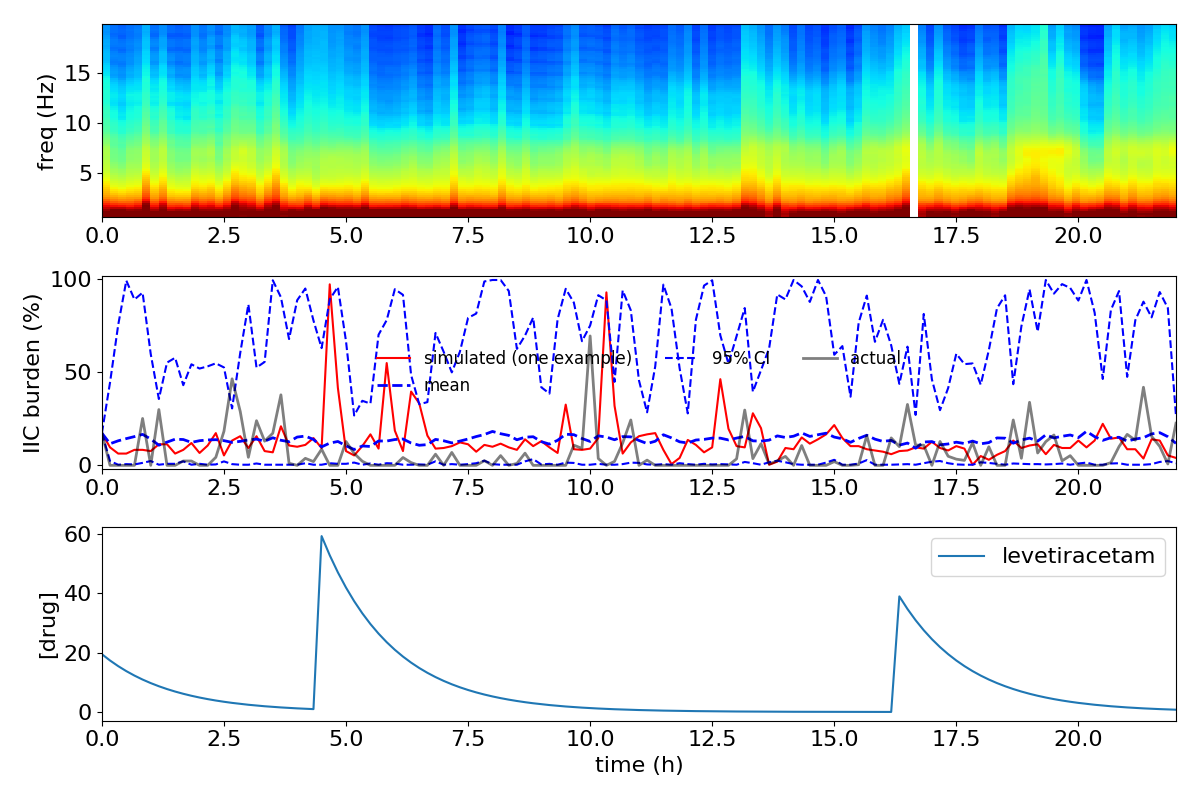 freq (Hz)
15
10
5
0.0 2.5 5.0 7.5 10.0 12.5 15.0 17.5 20.0
IIC burden (%)
100
50
0
simulated (one example) 95% CI actual
mean
0.0 2.5 5.0 7.5 10.0 12.5 15.0 17.5 20.0
[drug]
60
40
20
0
levetiracetam
0.0 2.5 5.0 7.5 10.0 12.5 15.0 17.5 20.0
time (h)